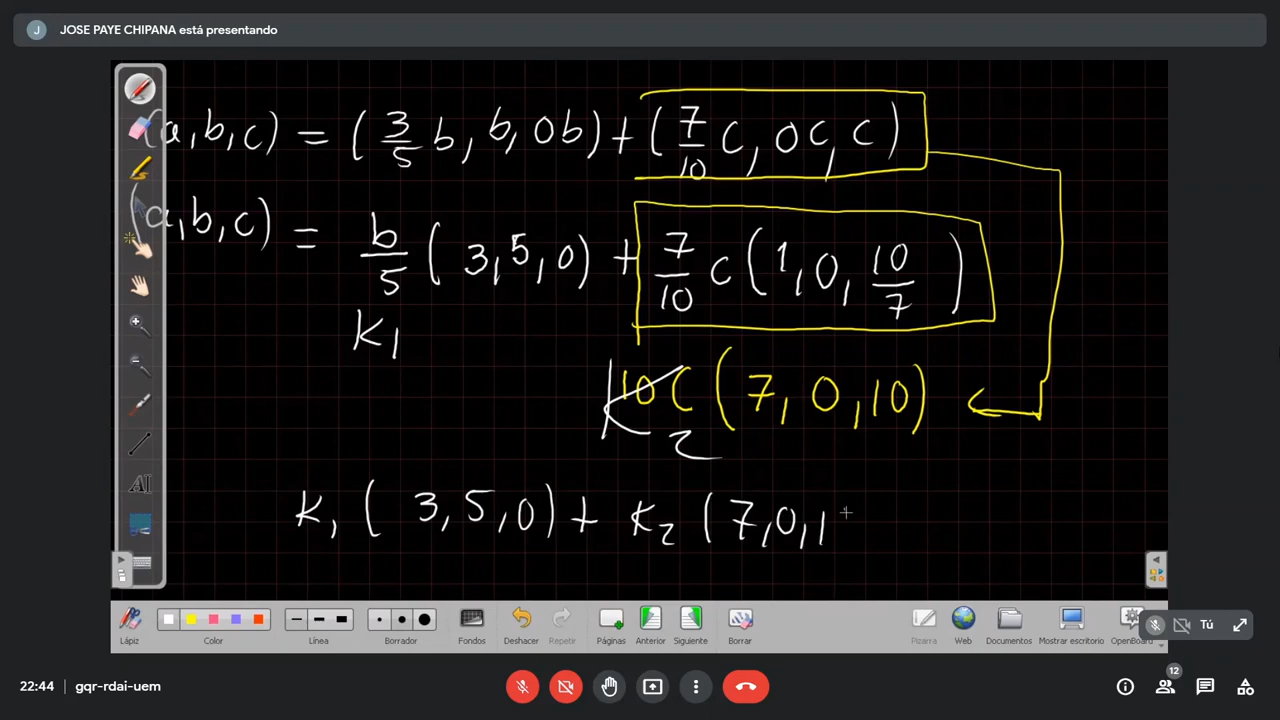 J JOSE PAYE CHIPANA está presentando
(a,b,c) = ( 3/5 b, b, 0b) + ( 7/10 c, 0c, c )
(a,b,c) = b/5 ( 3,5,0 ) + 7/10 c ( 1, 0, 10/7 )
K1
10 c ( 7, 0, 10 )
K2
K1 ( 3,5,0 ) + K2 ( 7,0,1
AI
Lápiz Color Línea Borrador Fondos Deshacer Repetir Páginas Anterior Siguiente Borrar Pizarra Web Documentos Mostrar escritorio OpenBoard
Tú
22:44 | gqr-rdai-uem
12